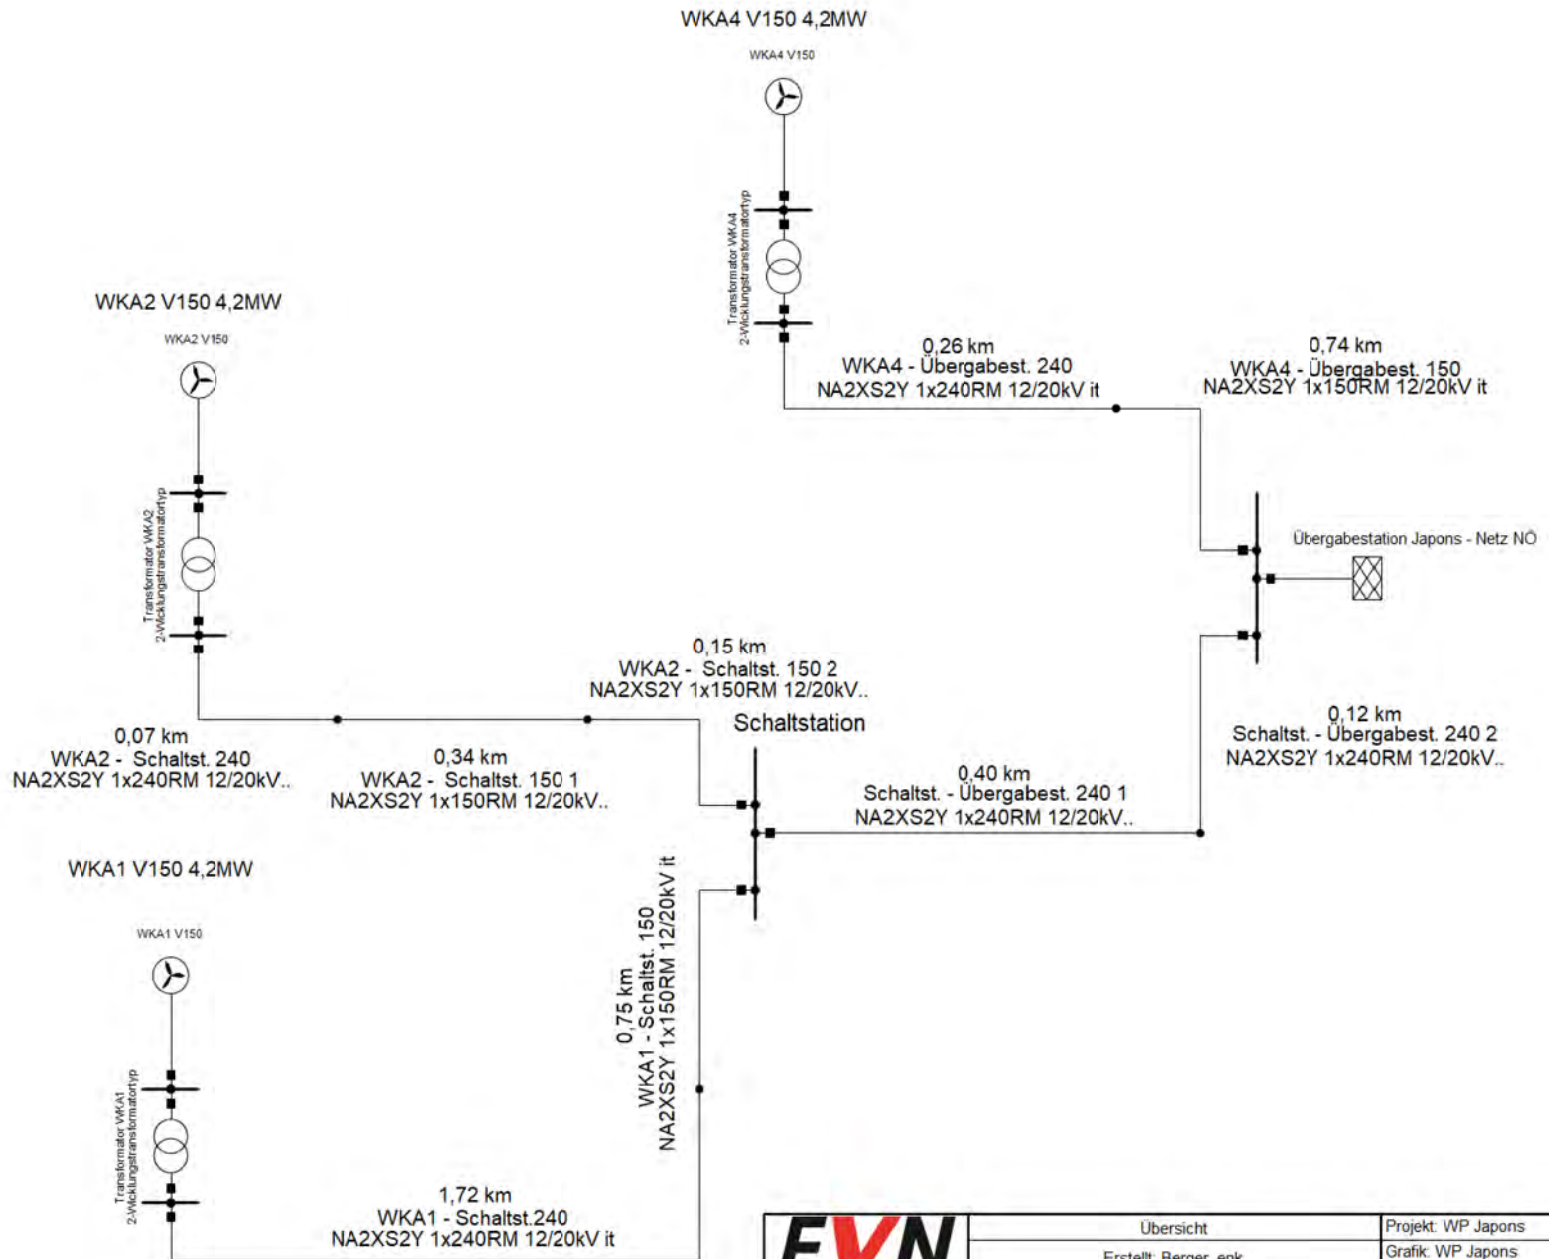 WKA4 V150 4,2MW
WKA4 V150
Transformator WKA4
2-Wicklungstransformatortyp
0,26 km
WKA4 - Übergabest. 240
NA2XS2Y 1x240RM 12/20kV it
0,74 km
WKA4 - Übergabest. 150
NA2XS2Y 1x150RM 12/20kV it
WKA2 V150 4,2MW
WKA2 V150
Transformator WKA2
2-Wicklungstransformatortyp
Übergabestation Japons - Netz NÖ
0,15 km
WKA2 - Schaltst. 150 2
NA2XS2Y 1x150RM 12/20kV..
Schaltstation
0,07 km
WKA2 - Schaltst. 240
NA2XS2Y 1x240RM 12/20kV..
0,34 km
WKA2 - Schaltst. 150 1
NA2XS2Y 1x150RM 12/20kV..
0,40 km
Schaltst. - Übergabest. 240 1
NA2XS2Y 1x240RM 12/20kV..
0,12 km
Schaltst. - Übergabest. 240 2
NA2XS2Y 1x240RM 12/20kV..
WKA1 V150 4,2MW
WKA1 V150
Transformator WKA1
2-Wicklungstransformatortyp
0,75 km
WKA1 - Schaltst. 150
NA2XS2Y 1x150RM 12/20kV it
1,72 km
WKA1 - Schaltst.240
NA2XS2Y 1x240RM 12/20kV it
EVN
Übersicht
Projekt: WP Japons
Erstellt: Berger, enk
Grafik: WP Japons